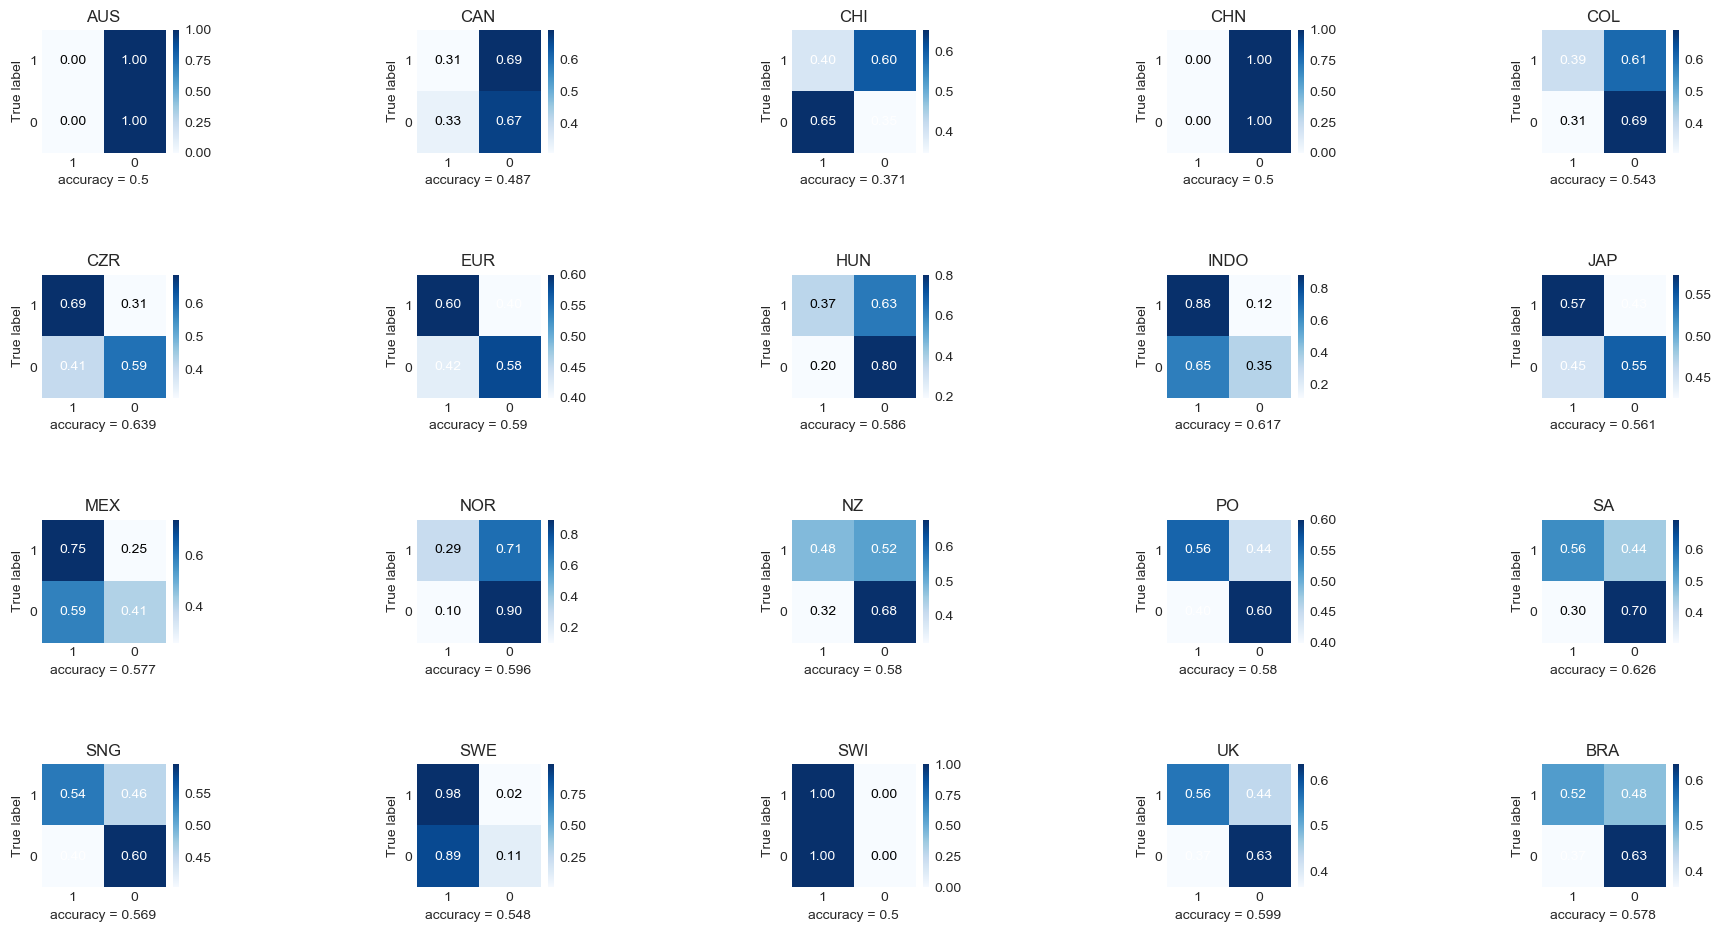 AUS
1.00
0.75
0.50
0.25
0.00
True label
1
0.00 1.00
0
0.00 1.00
1 0
accuracy = 0.5
CAN
0.6
0.4
True label
1
0.31 0.69
0
0.33 0.67
1 0
accuracy = 0.487
CHI
0.6
0.5
0.4
True label
1
0.40 0.60
0
0.65
1 0
accuracy = 0.371
CHN
1.00
0.75
0.50
0.25
0.00
True label
1
0.00 1.00
0
0.00 1.00
1 0
accuracy = 0.5
COL
0.6
0.5
0.4
True label
1
0.39 0.61
0
0.31 0.69
1 0
accuracy = 0.543
CZR
0.6
0.5
0.4
True label
1
0.69 0.31
0
0.41 0.59
1 0
accuracy = 0.639
EUR
0.60
0.55
0.50
0.45
0.40
True label
1
0.60
0
0.42 0.58
1 0
accuracy = 0.59
HUN
0.8
0.6
0.4
0.2
True label
1
0.37 0.63
0
0.20 0.80
1 0
accuracy = 0.586
INDO
0.8
0.6
0.4
0.2
True label
1
0.88 0.12
0
0.65 0.35
1 0
accuracy = 0.617
JAP
0.55
0.50
0.45
True label
1
0.57
0
0.45 0.55
1 0
accuracy = 0.561
MEX
0.6
0.4
True label
1
0.75 0.25
0
0.59 0.41
1 0
accuracy = 0.577
NOR
0.8
0.6
0.4
0.2
True label
1
0.29 0.71
0
0.10 0.90
1 0
accuracy = 0.596
NZ
0.6
0.5
0.4
True label
1
0.48 0.52
0
0.32 0.68
1 0
accuracy = 0.58
PO
0.60
0.55
0.50
0.45
0.40
True label
1
0.56 0.44
0
0.60
1 0
accuracy = 0.58
SA
0.6
0.5
0.4
True label
1
0.56 0.44
0
0.30 0.70
1 0
accuracy = 0.626
SNG
0.55
0.50
0.45
True label
1
0.54 0.46
0
0.60
1 0
accuracy = 0.569
SWE
0.75
0.50
0.25
True label
1
0.98 0.02
0
0.89 0.11
1 0
accuracy = 0.548
SWI
1.00
0.75
0.50
0.25
0.00
True label
1
1.00 0.00
0
1.00 0.00
1 0
accuracy = 0.5
UK
0.6
0.5
0.4
True label
1
0.56 0.44
0
0.63
1 0
accuracy = 0.599
BRA
0.6
0.5
0.4
True label
1
0.52 0.48
0
0.63
1 0
accuracy = 0.578